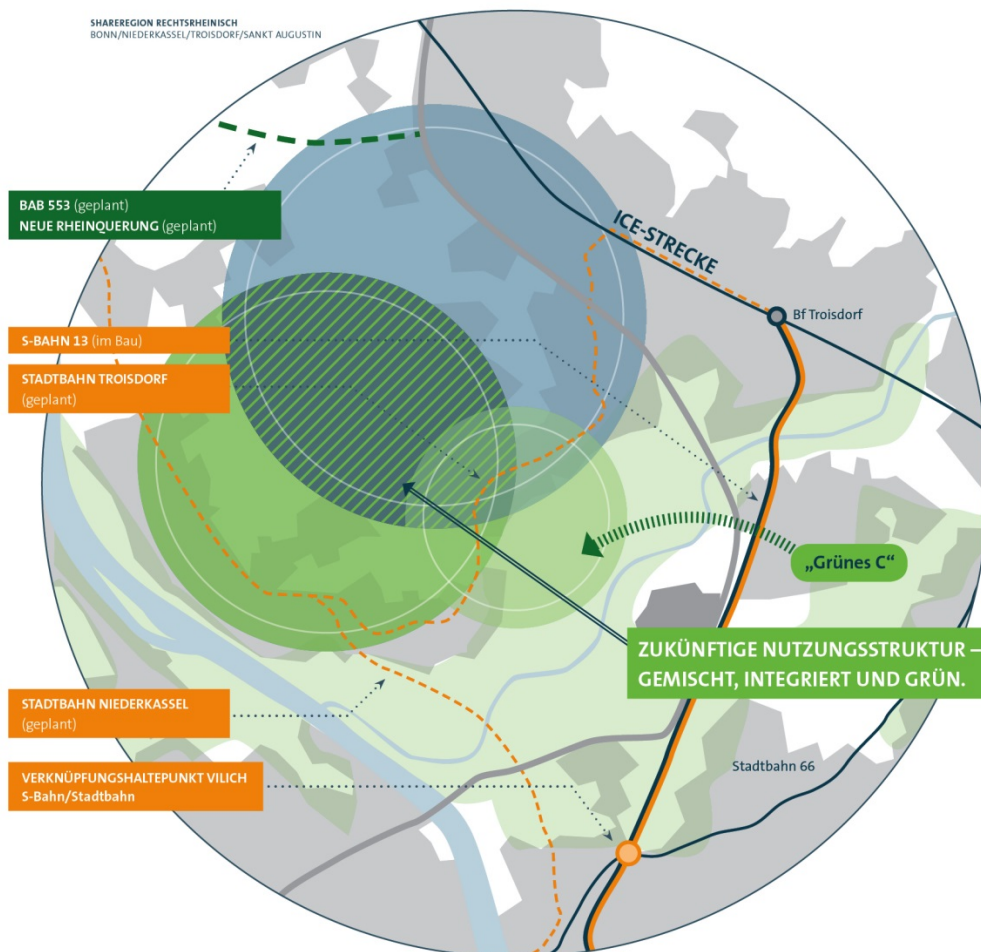 SHAREREGION RECHTSRHEINISCH
BONN/NIEDERKASSEL/TROISDORF/SANKT AUGUSTIN
BAB 553 (geplant)
NEUE RHEINQUERUNG (geplant)
ICE-STRECKE
Bf Troisdorf
S-BAHN 13 (im Bau)
STADTBAHN TROISDORF
(geplant)
„Grünes C“
ZUKÜNFTIGE NUTZUNGSSTRUKTUR –
GEMISCHT, INTEGRIERT UND GRÜN.
STADTBAHN NIEDERKASSEL
(geplant)
Stadtbahn 66
VERKNÜPFUNGSHALTEPUNKT VILICH
S-Bahn/Stadtbahn